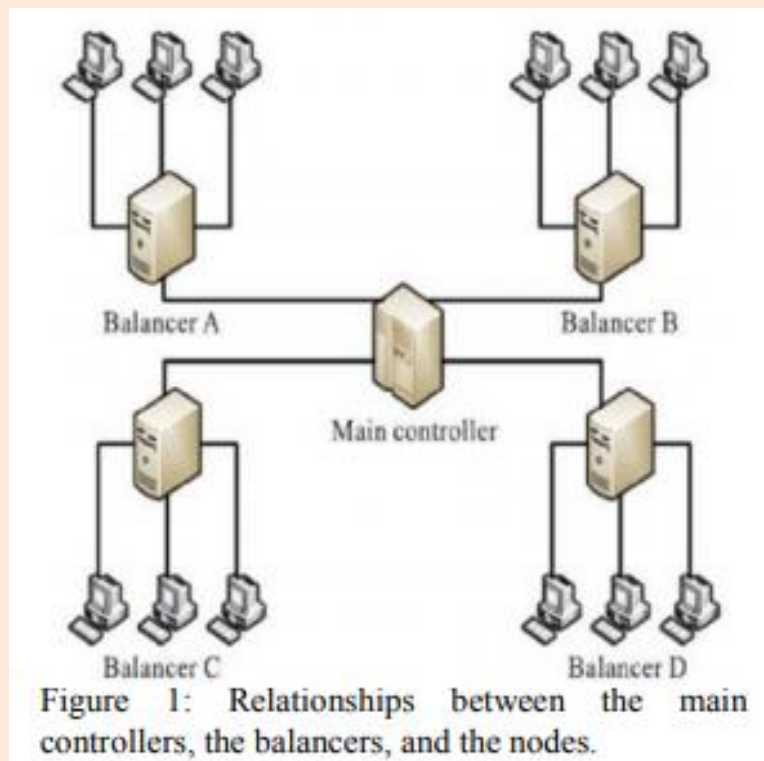 Balancer A
Balancer B
Main controller
Balancer C
Balancer D
Figure 1: Relationships between the main
controllers, the balancers, and the nodes.